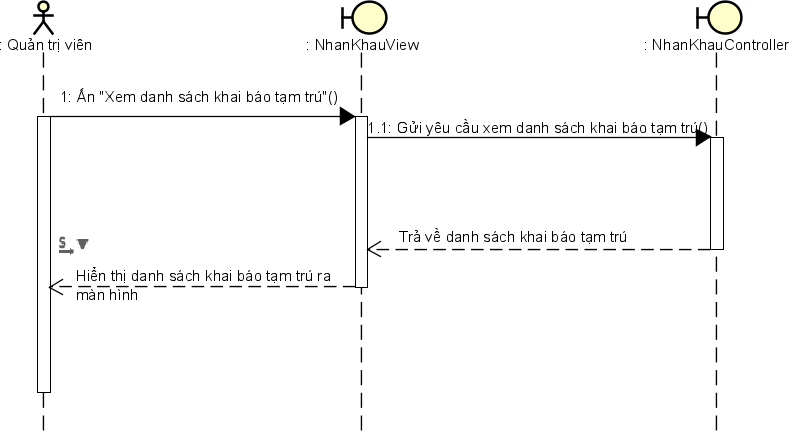 : Quản trị viên
: NhanKhauView
: NhanKhauController
1: Ấn "Xem danh sách khai báo tạm trú"()
1.1: Gửi yêu cầu xem danh sách khai báo tạm trú()
Trả về danh sách khai báo tạm trú
S
Hiển thị danh sách khai báo tạm trú ra
màn hình